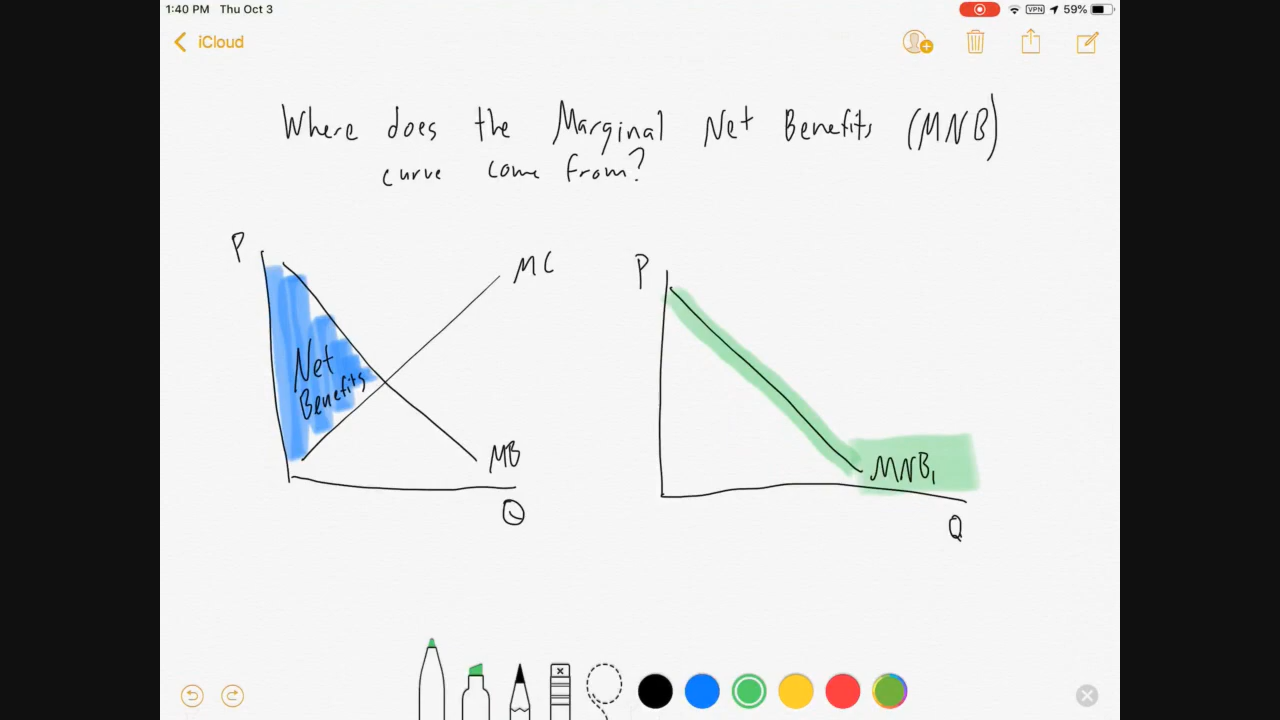 1:40 PM Thu Oct 3
VPN 59%
iCloud
Where does the Marginal Net Benefits (MNB)
curve come from?
P
MC
Net
Benefits
MB
Q
P
MNB₁
Q